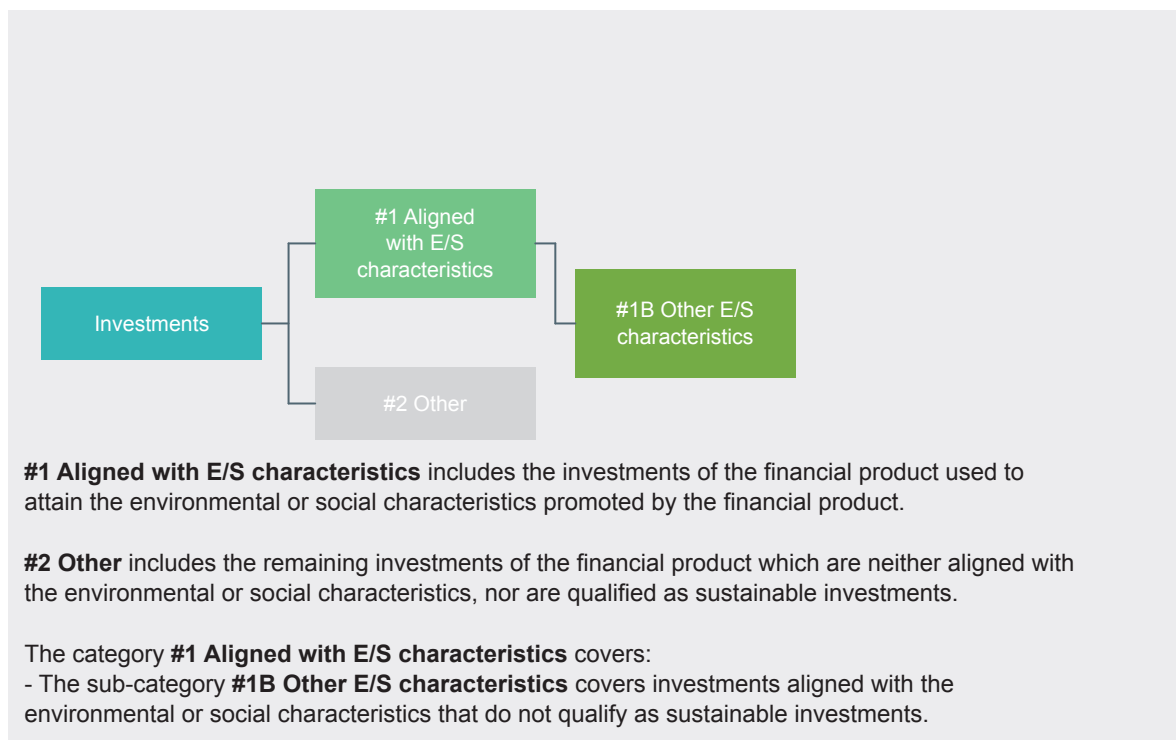 #1 Aligned
with E/S
characteristics
Investments
#1B Other E/S
characteristics
#2 Other
#1 Aligned with E/S characteristics includes the investments of the financial product used to
attain the environmental or social characteristics promoted by the financial product.
#2 Other includes the remaining investments of the financial product which are neither aligned with
the environmental or social characteristics, nor are qualified as sustainable investments.
The category #1 Aligned with E/S characteristics covers:
- The sub-category #1B Other E/S characteristics covers investments aligned with the
environmental or social characteristics that do not qualify as sustainable investments.